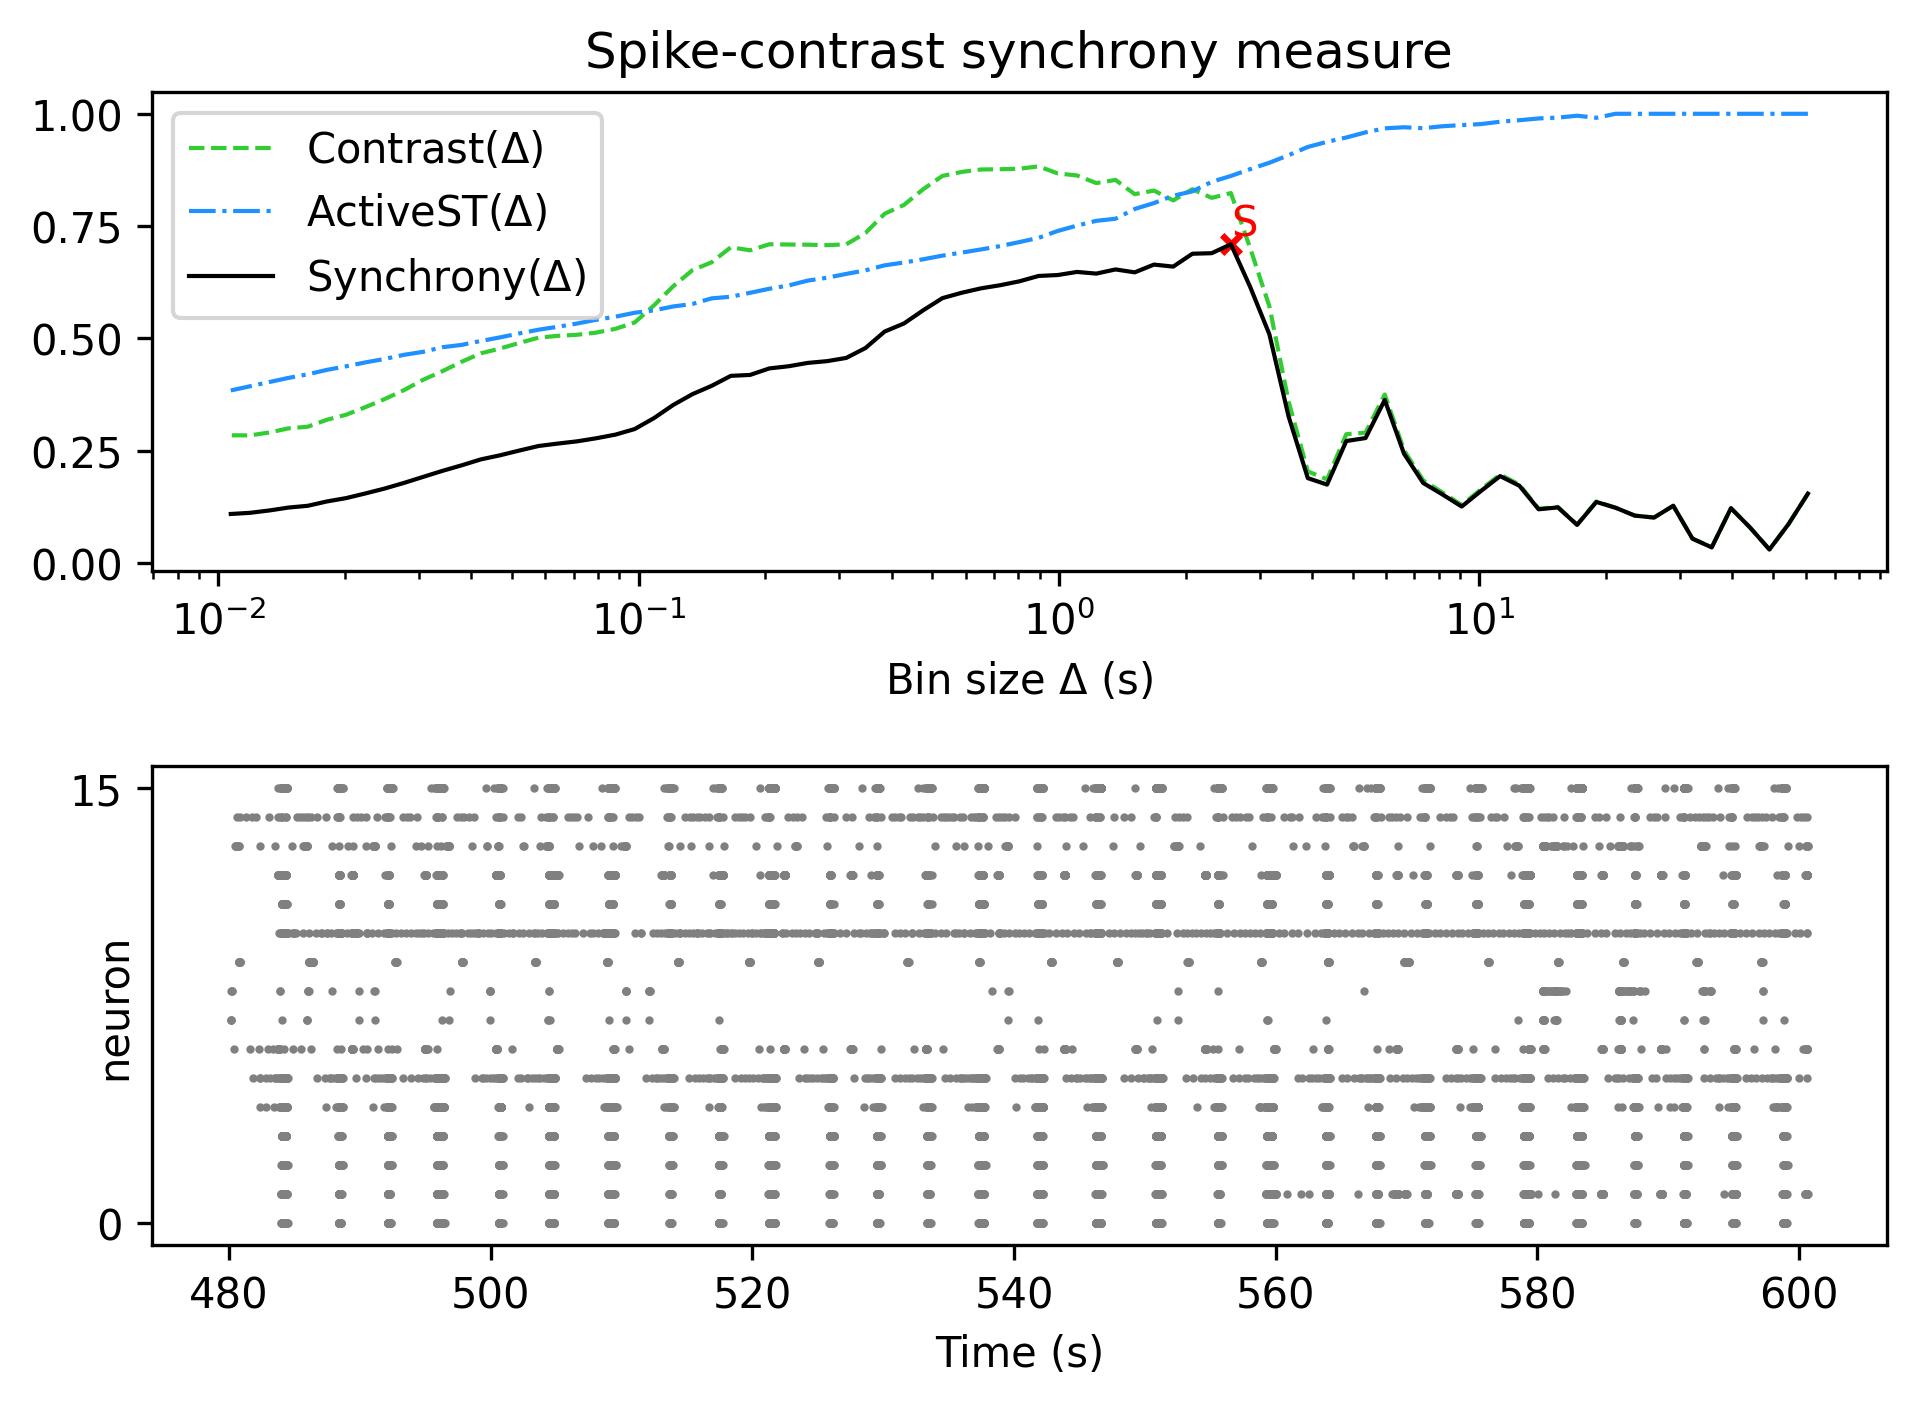 Spike-contrast synchrony measure
1.00
0.75
0.50
0.25
0.00
Contrast(Δ)
ActiveST(Δ)
Synchrony(Δ)
S
10⁻² 10⁻¹ 10⁰ 10¹
Bin size Δ (s)
15
0
neuron
480 500 520 540 560 580 600
Time (s)